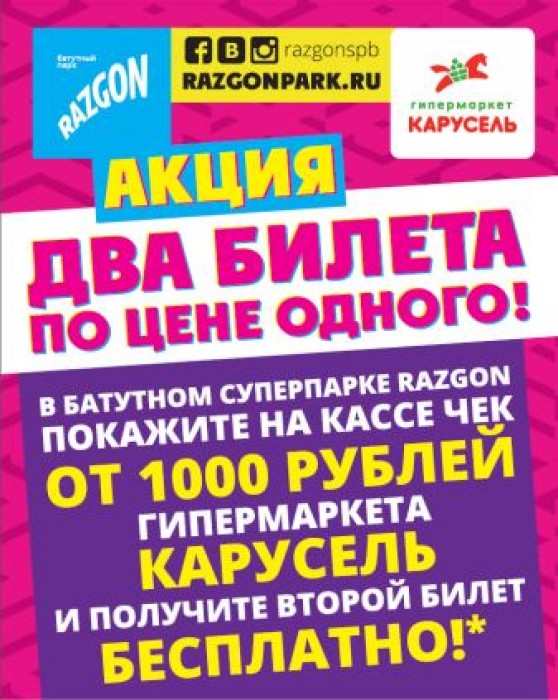 батутный
парк
RAZGON
razgonspb
RAZGONPARK.RU
гипермаркет
КАРУСЕЛЬ
АКЦИЯ
ДВА БИЛЕТА
ПО ЦЕНЕ ОДНОГО!
В БАТУТНОМ СУПЕРПАРКЕ RAZGON
ПОКАЖИТЕ НА КАССЕ ЧЕК
ОТ 1000 РУБЛЕЙ
ГИПЕРМАРКЕТА
КАРУСЕЛЬ
И ПОЛУЧИТЕ ВТОРОЙ БИЛЕТ
БЕСПЛАТНО!*